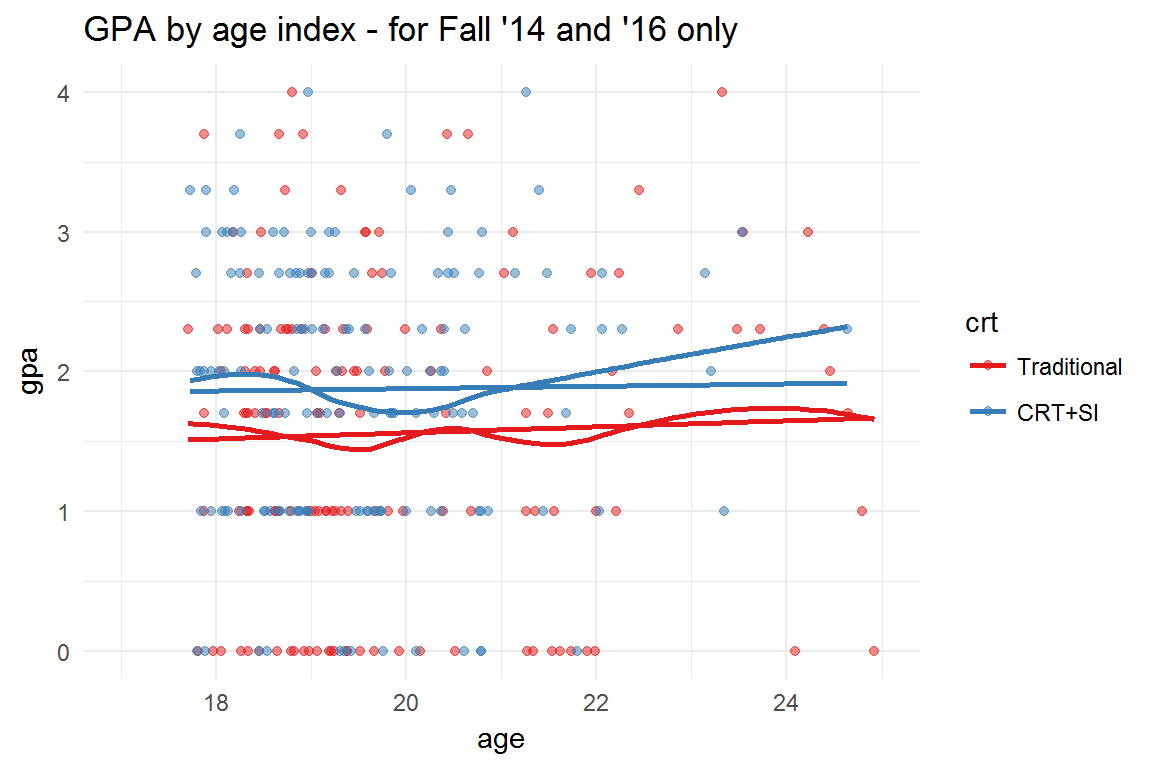 GPA by age index - for Fall '14 and '16 only
4
3
2
1
0
gpa
18 20 22 24
age
crt
Traditional
CRT+SI